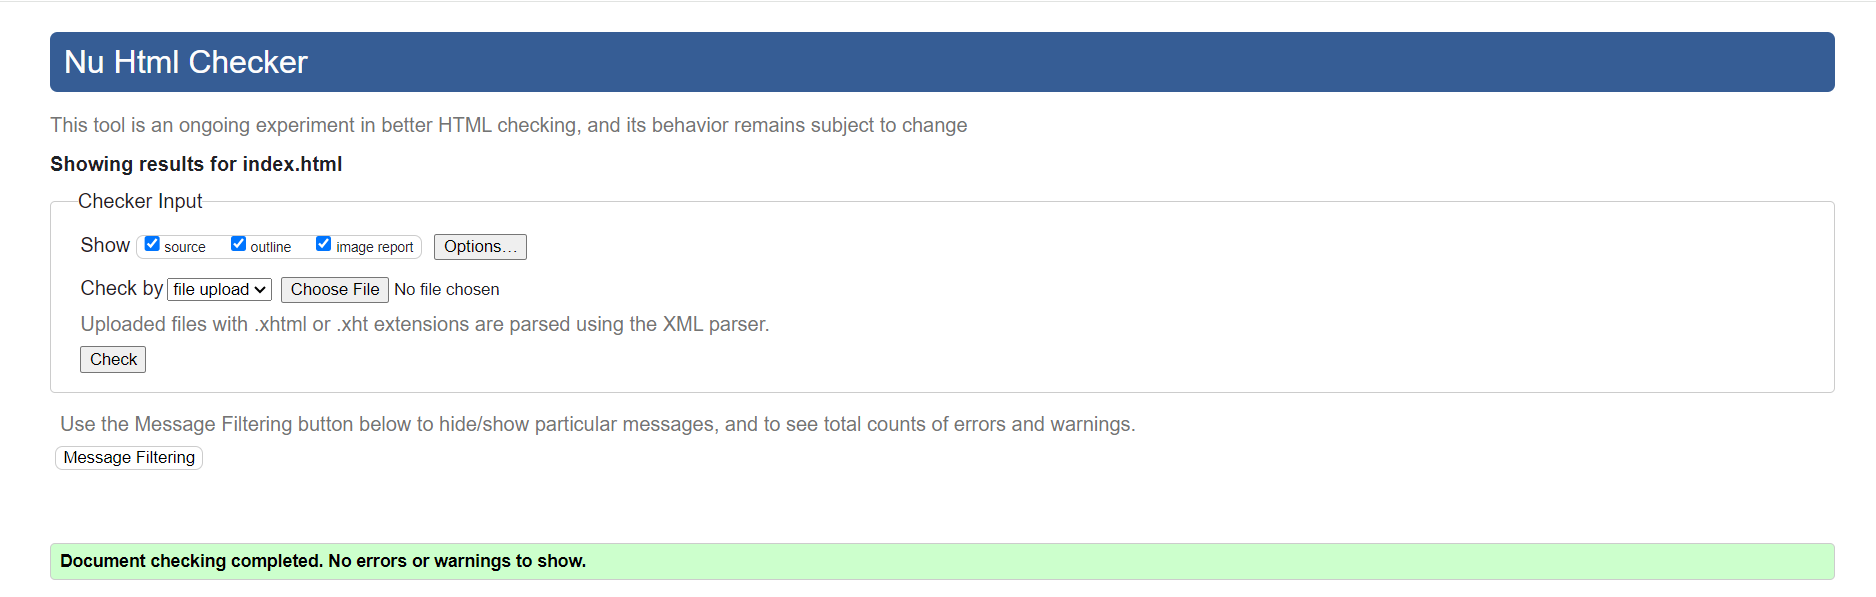 Nu Html Checker
This tool is an ongoing experiment in better HTML checking, and its behavior remains subject to change
Showing results for index.html
Checker Input
Show source outline image report Options...
Check by file upload Choose File No file chosen
Uploaded files with .xhtml or .xht extensions are parsed using the XML parser.
Check
Use the Message Filtering button below to hide/show particular messages, and to see total counts of errors and warnings.
Message Filtering
Document checking completed. No errors or warnings to show.